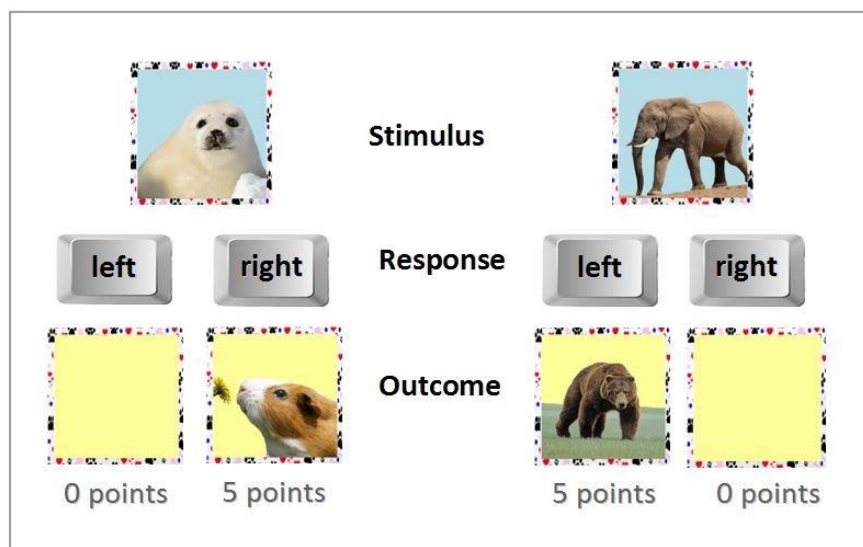 Stimulus
left
right
Response
left
right
Outcome
0 points
5 points
5 points
0 points